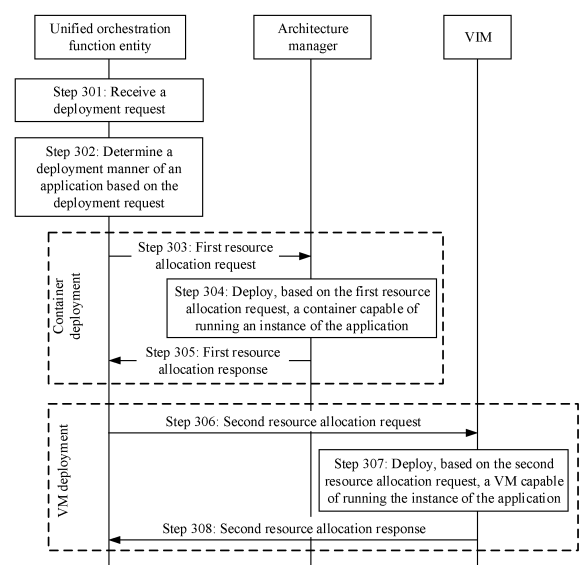 Unified orchestration
function entity
Architecture
manager
VIM
Step 301: Receive a
deployment request
Step 302: Determine a
deployment manner of an
application based on the
deployment request
Container
deployment
Step 303: First resource
allocation request
Step 304: Deploy, based on the first resource
allocation request, a container capable of
running an instance of the application
Step 305: First resource
allocation response
VM deployment
Step 306: Second resource allocation request
Step 307: Deploy, based on the second
resource allocation request, a VM capable
of running the instance of the application
Step 308: Second resource allocation response